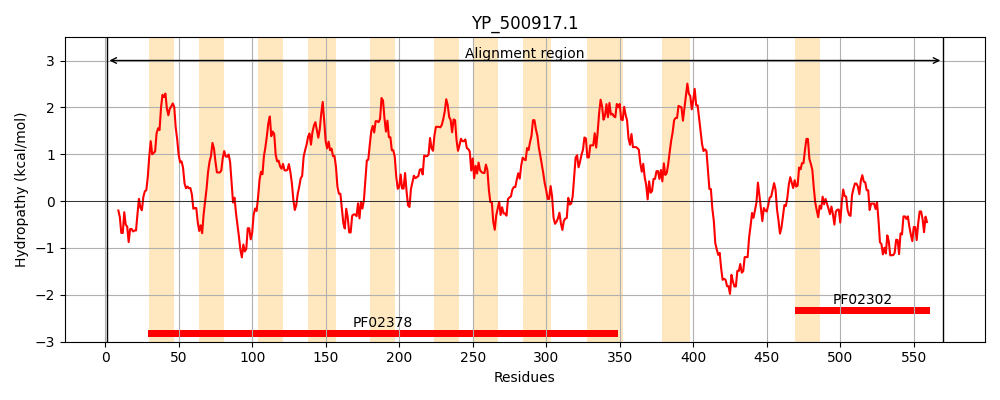 YP_500917.1
Alignment region
3
2
1
0
−1
−2
−3
Hydropathy (kcal/mol)
PF02302
PF02378
0 50 100 150 200 250 300 350 400 450 500 550
Residues